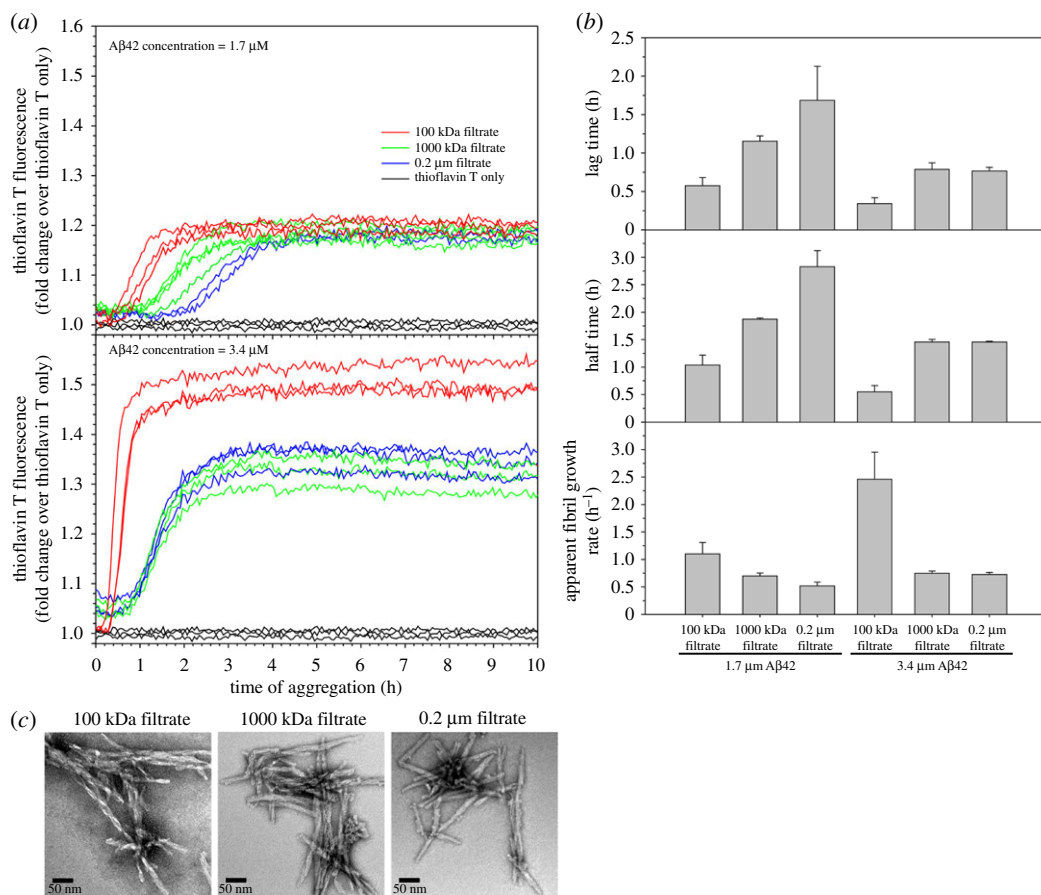 (a)
1.6
1.5
1.4
1.3
1.2
1.1
1.0
thioflavin T fluorescence
(fold change over thioflavin T only)
Aβ42 concentration = 1.7 μM
100 kDa filtrate
1000 kDa filtrate
0.2 μm filtrate
thioflavin T only
1.5
1.4
1.3
1.2
1.1
1.0
thioflavin T fluorescence
(fold change over thioflavin T only)
Aβ42 concentration = 3.4 μM
0 1 2 3 4 5 6 7 8 9 10
time of aggregation (h)
(b)
2.5
2.0
1.5
1.0
0.5
0
lag time (h)
3.0
2.5
2.0
1.5
1.0
0.5
0
half time (h)
3.0
2.5
2.0
1.5
1.0
0.5
0
apparent fibril growth
rate (h⁻¹)
100 kDa 1000 kDa 0.2 μm 100 kDa 1000 kDa 0.2 μm
filtrate filtrate filtrate filtrate filtrate filtrate
1.7 μm Aβ42 3.4 μm Aβ42
(c)
100 kDa filtrate 1000 kDa filtrate 0.2 μm filtrate
50 nm 50 nm 50 nm